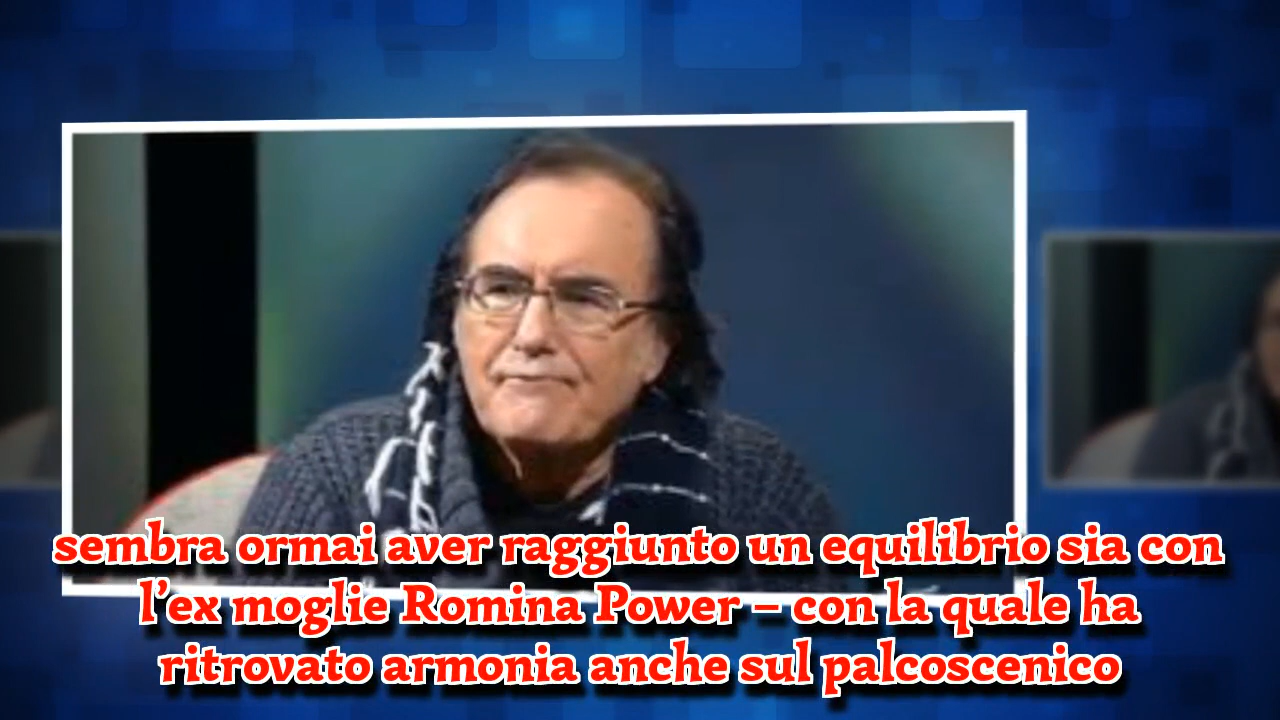 sembra ormai aver raggiunto un equilibrio sia con
l’ex moglie Romina Power – con la quale ha
ritrovato armonia anche sul palcoscenico